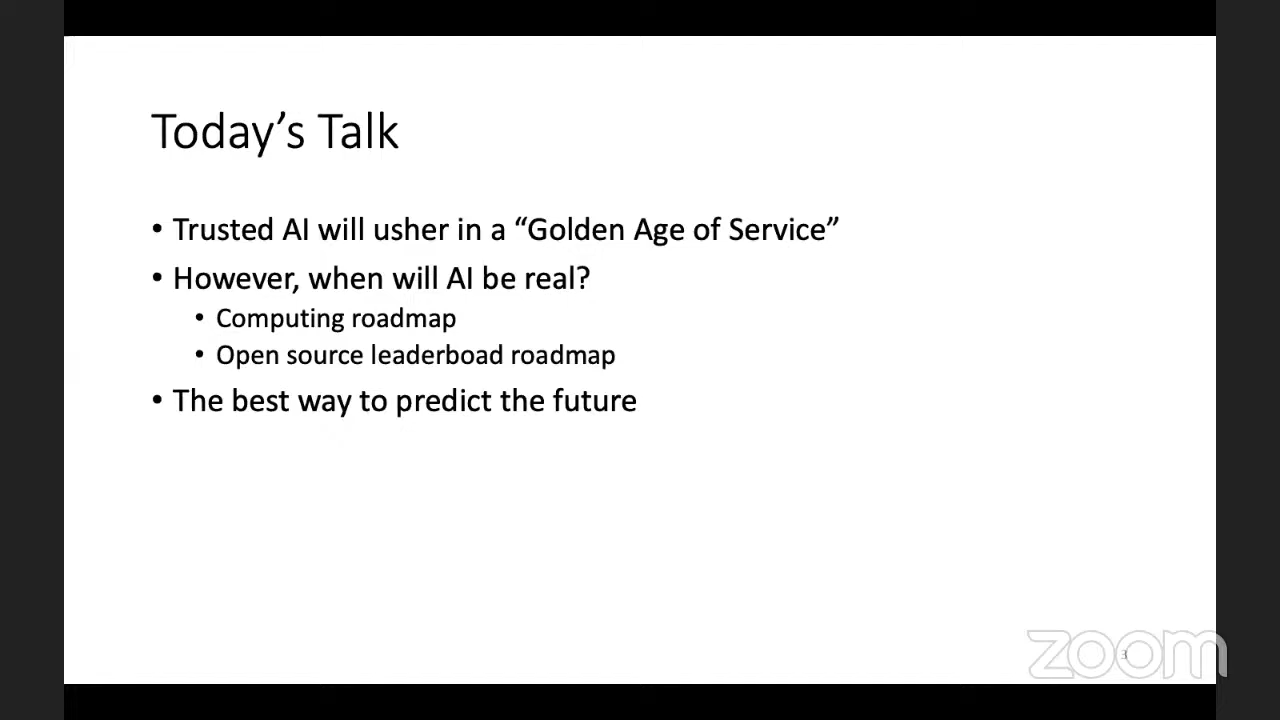 Today’s Talk
• Trusted AI will usher in a “Golden Age of Service”
• However, when will AI be real?
• Computing roadmap
• Open source leaderboad roadmap
• The best way to predict the future
3
zoom